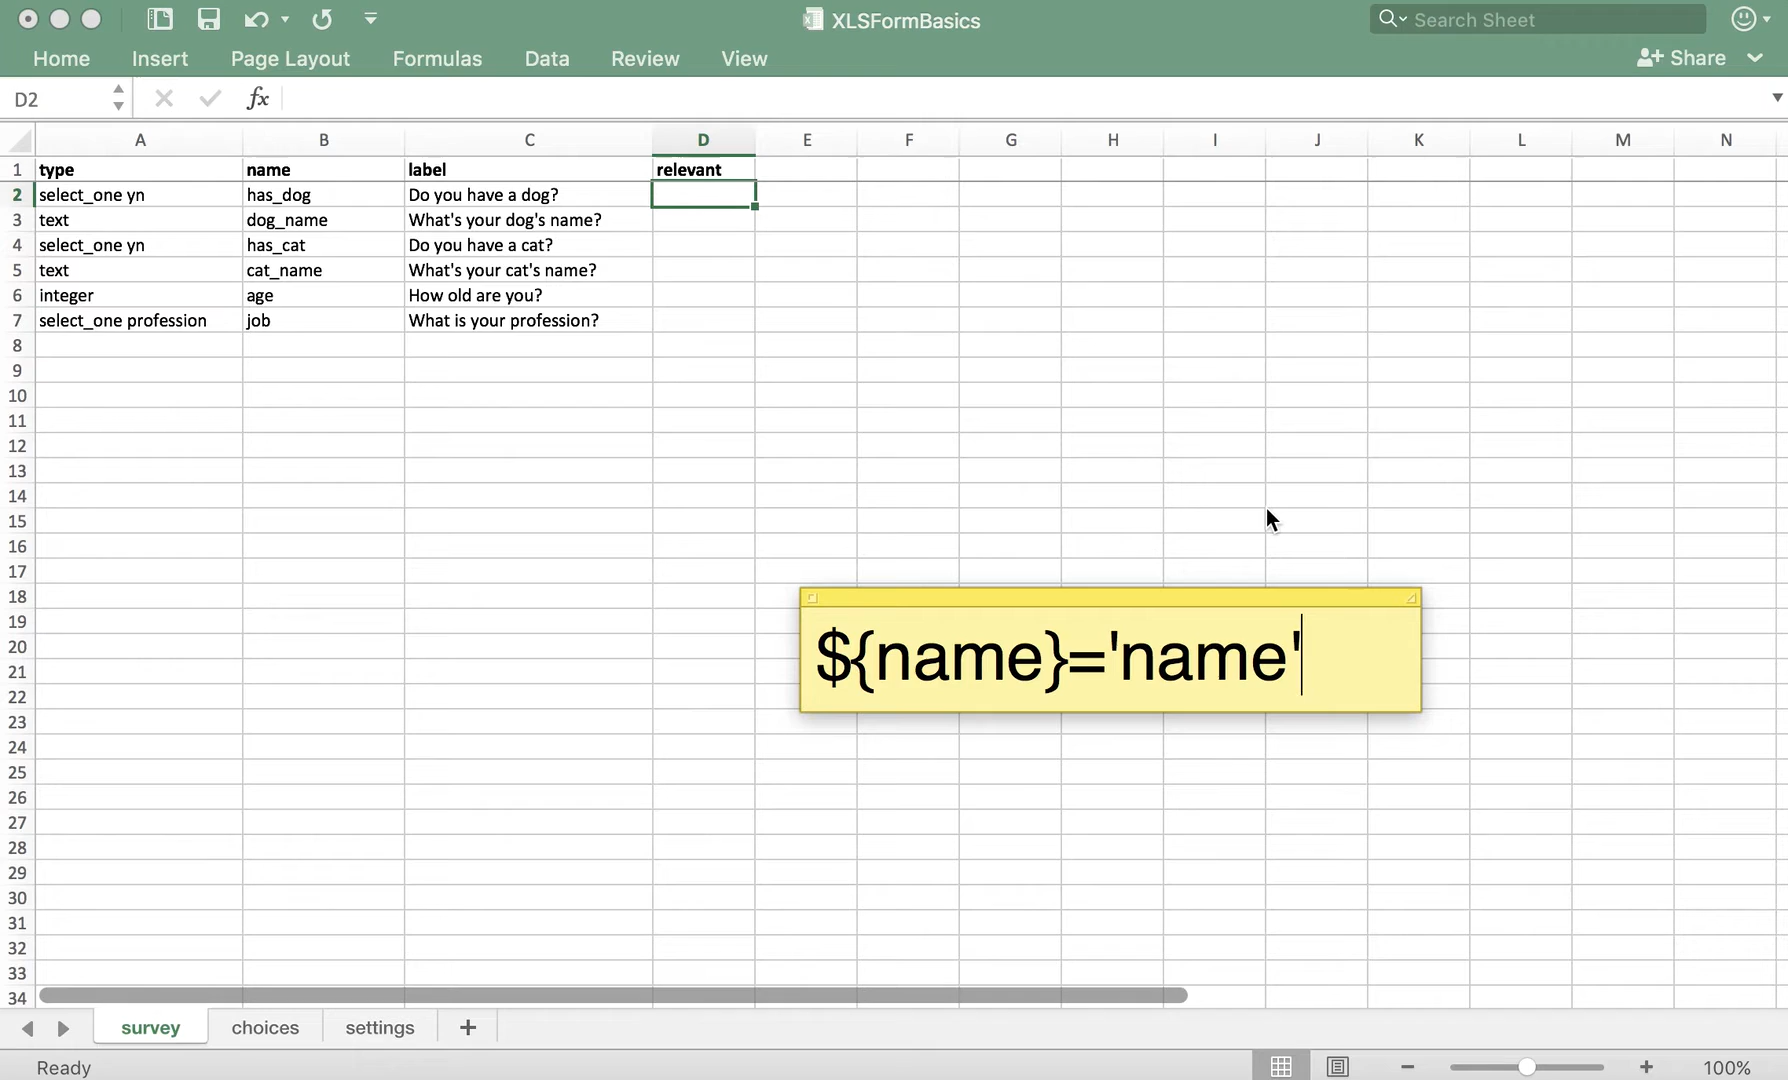 XLSFormBasics
Search Sheet
Home Insert Page Layout Formulas Data Review View Share
D2 fx
A B C D E F G H I J K L M N
1 type name label relevant
2 select_one yn has_dog Do you have a dog?
3 text dog_name What's your dog's name?
4 select_one yn has_cat Do you have a cat?
5 text cat_name What's your cat's name?
6 integer age How old are you?
7 select_one profession job What is your profession?
8
9
10
11
12
13
14
15
16
17
18
19
20
21
22
23
24
25
26
27
28
29
30
31
32
33
34
${name}='name'
survey choices settings +
Ready 100%